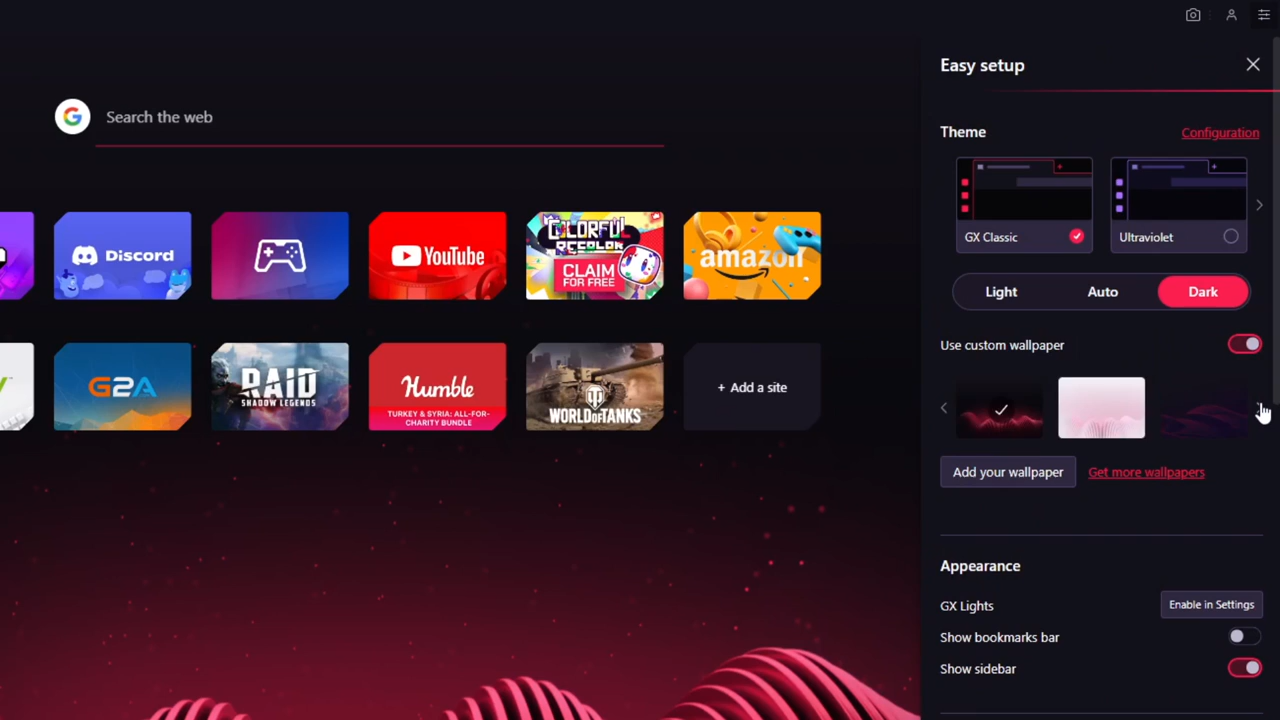 Easy setup
Search the web
Theme
Configuration
GX Classic
Ultraviolet
Discord
YouTube
COLORFUL
RECOLOR
CLAIM
FOR FREE
amazon
Light
Auto
Dark
Use custom wallpaper
G2A
RAID
SHADOW LEGENDS
Humble
TURKEY & SYRIA: ALL-FOR-
CHARITY BUNDLE
WORLD OF TANKS
+ Add a site
Add your wallpaper
Get more wallpapers
Appearance
GX Lights
Enable in Settings
Show bookmarks bar
Show sidebar